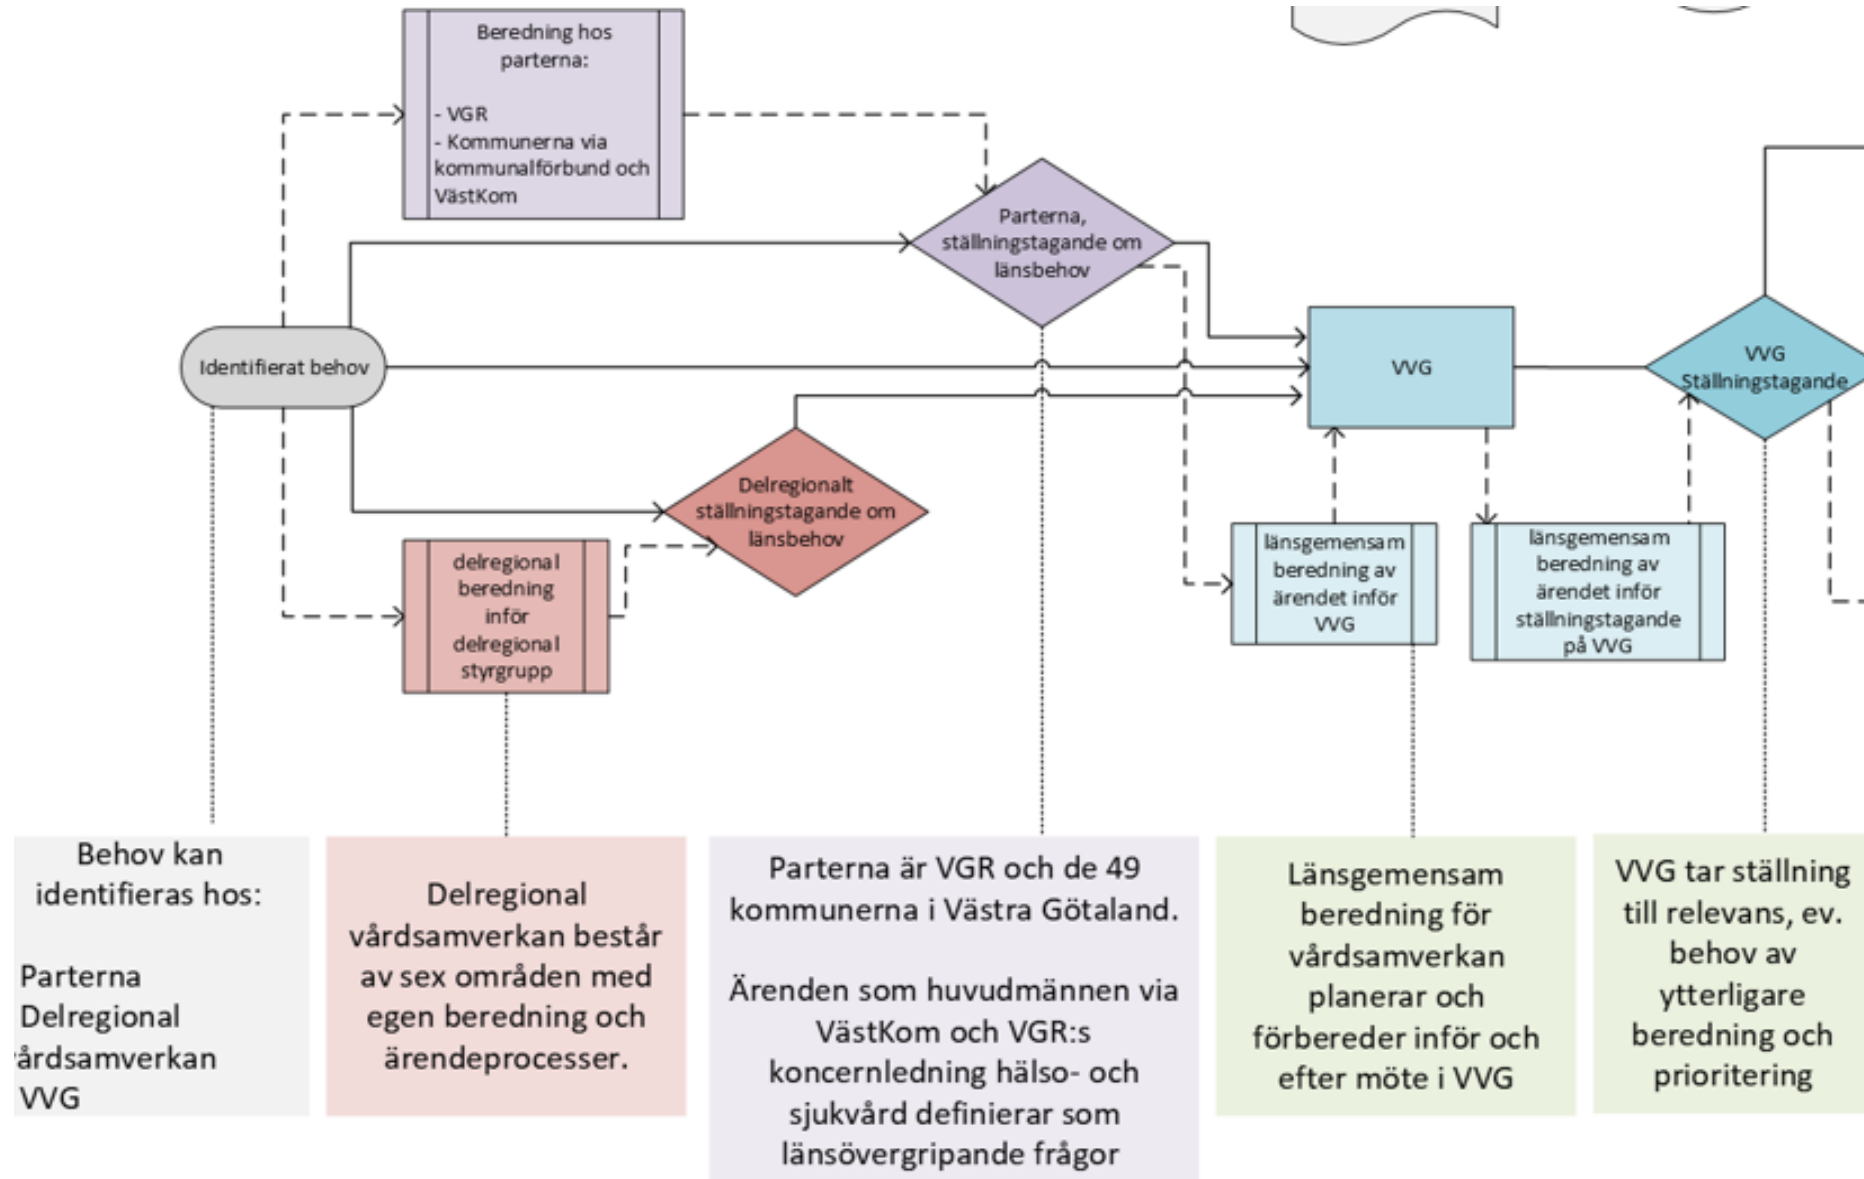 Beredning hos
parterna:
- VGR
- Kommunerna via
kommunalförbund och
VästKom
Parterna,
ställningstagande om
länsbehov
Identifierat behov
VVG
VVG
Ställningstagande
Delregionalt
ställningstagande om
länsbehov
delregional
beredning
inför
delregional
styrgrupp
länsgemensam
beredning av
ärendet inför
VVG
länsgemensam
beredning av
ärendet inför
ställningstagande
på VVG
Behov kan
identifieras hos:
Parterna
Delregional
årdsamverkan
VVG
Delregional
vårdsamverkan består
av sex områden med
egen beredning och
ärendeprocesser.
Parterna är VGR och de 49
kommunerna i Västra Götaland.
Ärenden som huvudmännen via
VästKom och VGR:s
koncernledning hälso- och
sjukvård definierar som
länsövergripande frågor
Länsgemensam
beredning för
vårdsamverkan
planerar och
förbereder inför och
efter möte i VVG
VVG tar ställning
till relevans, ev.
behov av
ytterligare
beredning och
prioritering